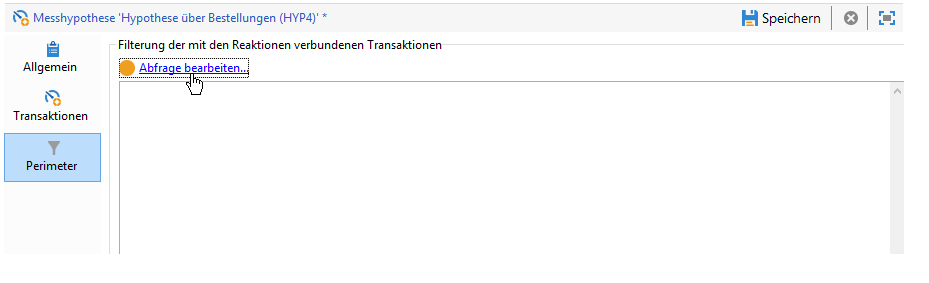 Messhypothese 'Hypothese über Bestellungen (HYP4)' *
Speichern
Allgemein
Transaktionen
Perimeter
Filterung der mit den Reaktionen verbundenen Transaktionen
Abfrage bearbeiten...